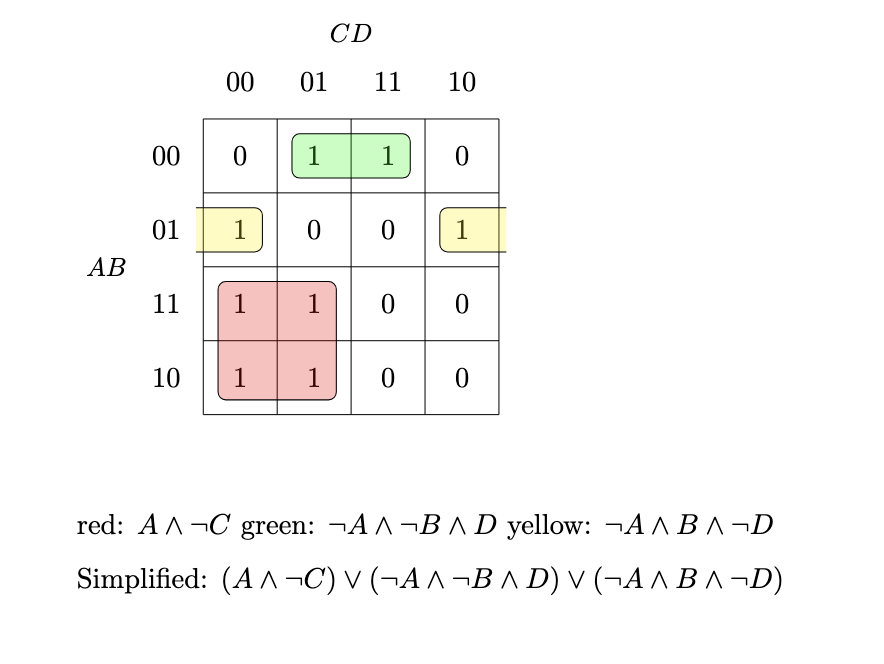 CD
00 01 11 10
00 0 1 1 0
01 1 0 0 1
AB
11 1 1 0 0
10 1 1 0 0
red: A ∧ ¬C green: ¬A ∧ ¬B ∧ D yellow: ¬A ∧ B ∧ ¬D
Simplified: (A ∧ ¬C) ∨ (¬A ∧ ¬B ∧ D) ∨ (¬A ∧ B ∧ ¬D)